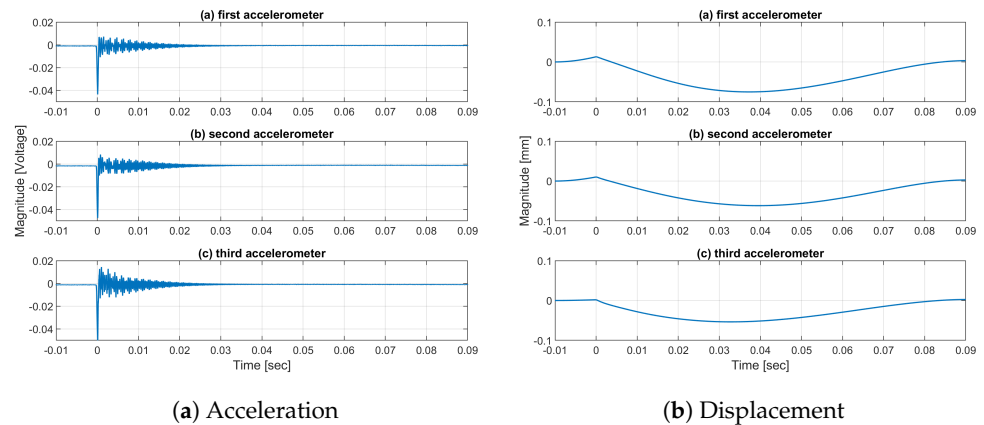 (a) first accelerometer
0.02
0
-0.02
-0.04
-0.01 0 0.01 0.02 0.03 0.04 0.05 0.06 0.07 0.08 0.09
(b) second accelerometer
0.02
0
-0.02
-0.04
-0.01 0 0.01 0.02 0.03 0.04 0.05 0.06 0.07 0.08 0.09
(c) third accelerometer
0.02
0
-0.02
-0.04
-0.01 0 0.01 0.02 0.03 0.04 0.05 0.06 0.07 0.08 0.09
Magnitude [Voltage]
Time [sec]
(a) Acceleration
(a) first accelerometer
0.1
0
-0.1
-0.01 0 0.01 0.02 0.03 0.04 0.05 0.06 0.07 0.08 0.09
(b) second accelerometer
0.1
0
-0.1
-0.01 0 0.01 0.02 0.03 0.04 0.05 0.06 0.07 0.08 0.09
(c) third accelerometer
0.1
0
-0.1
-0.01 0 0.01 0.02 0.03 0.04 0.05 0.06 0.07 0.08 0.09
Magnitude [mm]
Time [sec]
(b) Displacement